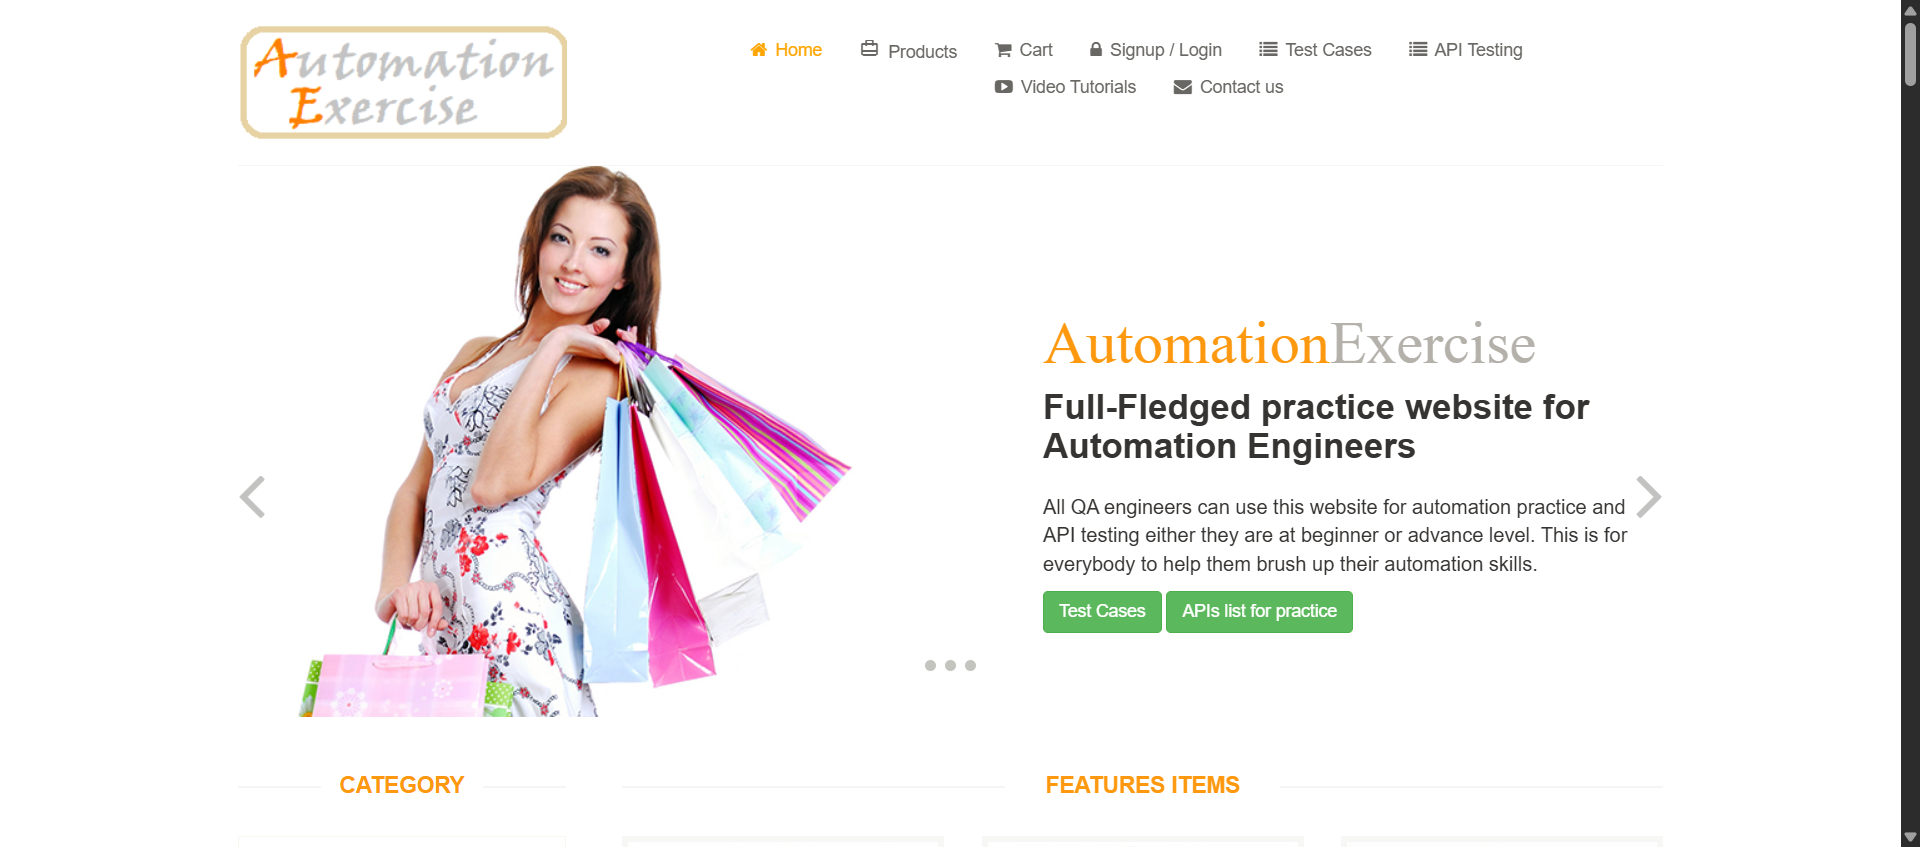 Automation
Exercise
Home
Products
Cart
Signup / Login
Test Cases
API Testing
Video Tutorials
Contact us
AutomationExercise
Full-Fledged practice website for
Automation Engineers
All QA engineers can use this website for automation practice and
API testing either they are at beginner or advance level. This is for
everybody to help them brush up their automation skills.
Test Cases
APIs list for practice
CATEGORY
FEATURES ITEMS